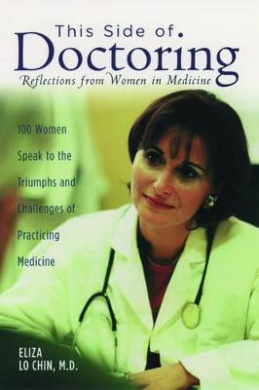 This Side of
Doctoring
Reflections from Women in Medicine
100 Women
Speak to the
Triumphs and
Challenges of
Practicing
Medicine
ELIZA
LO CHIN, M.D.